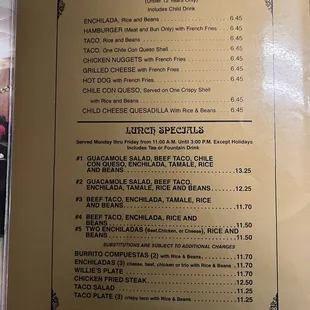 (Under 12 Years Only)
Includes Child Drink
ENCHILADA, Rice and Beans 6.45
HAMBURGER (Meat and Bun Only) with French Fries 6.45
TACO, Rice and Beans 6.45
TACO, One Chile Con Queso Shell 6.45
CHICKEN NUGGETS with French Fries 6.45
GRILLED CHEESE with French Fries 6.45
HOT DOG with French Fries 6.45
CHILE CON QUESO, Served on One Crispy Shell
with Rice and Beans 6.45
CHILD CHEESE QUESADILLA With Rice & Beans 6.45
LUNCH SPECIALS
Served Monday thru Friday from 11:00 A.M. Until 3:00 P.M. Except Holidays
Includes Tea or Fountain Drink
#1 GUACAMOLE SALAD, BEEF TACO, CHILE
CON QUESO, ENCHILADA, TAMALE, RICE
AND BEANS 13.25
#2 GUACAMOLE SALAD, BEEF TACO,
ENCHILADA, TAMALE, RICE AND BEANS 12.25
#3 BEEF TACO, ENCHILADA, TAMALE, RICE
AND BEANS 11.70
#4 BEEF TACO, ENCHILADA, RICE AND
BEANS 11.50
#5 TWO ENCHILADAS (Beef, Chicken, or Cheese), RICE AND
BEANS 11.50
SUBSTITUTIONS ARE SUBJECT TO ADDITIONAL CHARGES
BURRITO COMPUESTAS (2) with Rice & Beans 11.70
ENCHILADAS (3) cheese, beef, chicken or trio with Rice & Beans 11.70
WILLIE'S PLATE 11.70
CHICKEN FRIED STEAK 12.50
TACO SALAD 11.25
TACO PLATE (3) crispy taco with Rice & Beans 11.25